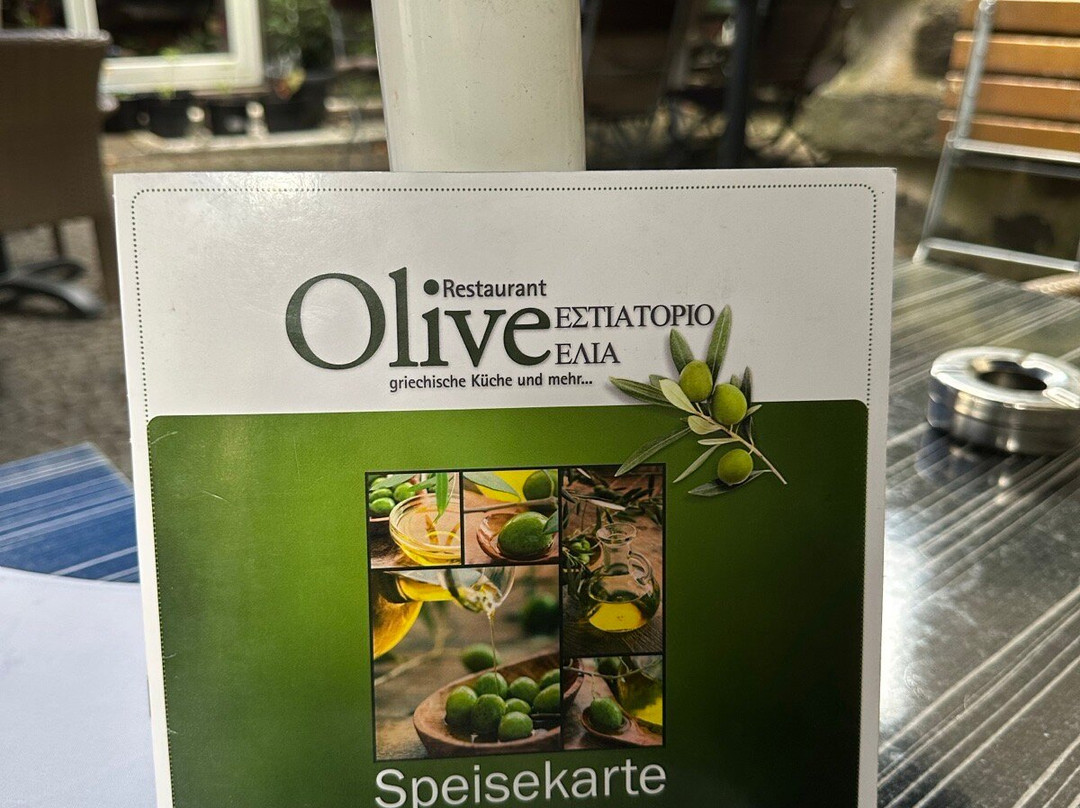 Restaurant
Olive ΕΣΤΙΑΤΟΡΙΟ
ΕΛΙΑ
griechische Küche und mehr...
Speisekarte